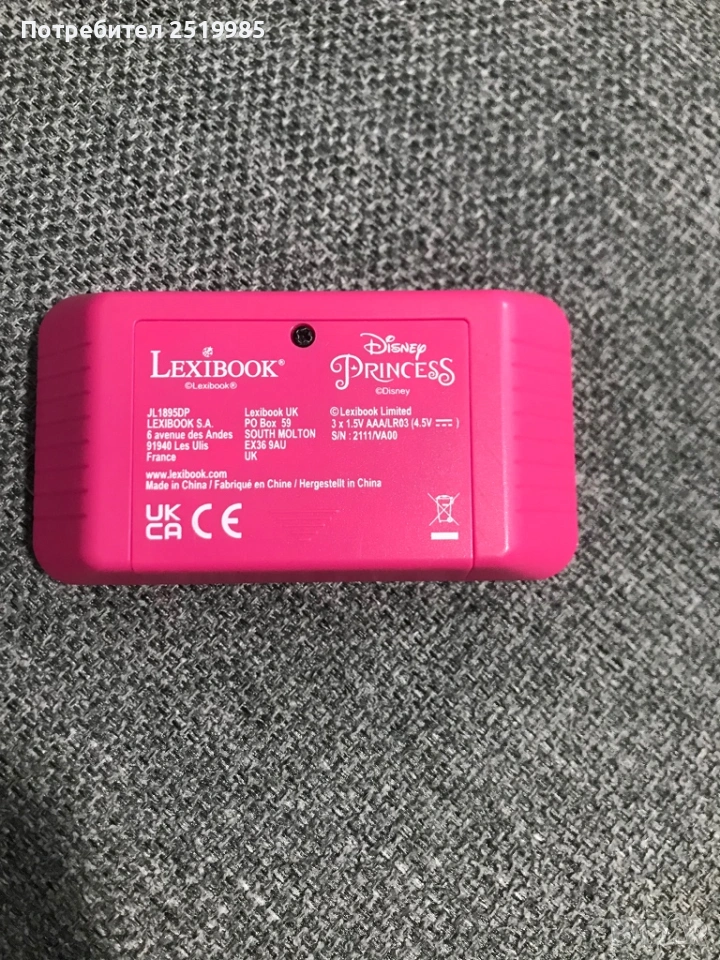 Потребител 2519985
LEXIBOOK®
©Lexibook®
Disney
PRINCESS
©Disney
JL1895DP
LEXIBOOK S.A.
6 avenue des Andes
91940 Les Ulis
France
Lexibook UK
PO Box 59
SOUTH MOLTON
EX36 9AU
UK
© Lexibook Limited
3 x 1.5V AAA/LR03 (4.5V ⎓)
S/N : 2111/VA00
www.lexibook.com
Made in China / Fabriqué en Chine / Hergestellt in China
UK
CA CE